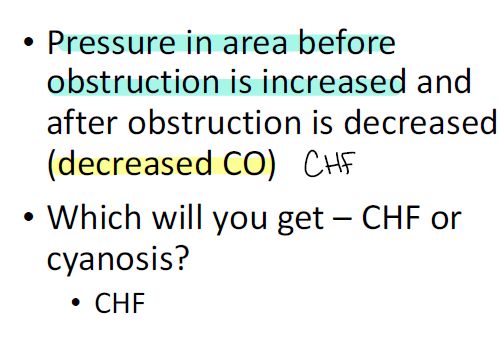 • Pressure in area before
obstruction is increased and
after obstruction is decreased
(decreased CO) CHF
• Which will you get – CHF or
cyanosis?
• CHF